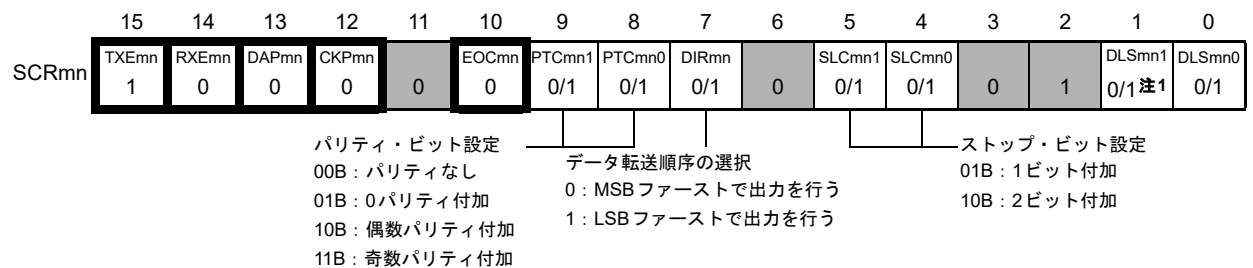 15 14 13 12 11 10 9 8 7 6 5 4 3 2 1 0
SCRmn TXEmn RXEmn DAPmn CKPmn EOCmn PTCmn1 PTCmn0 DIRmn SLCmn1 SLCmn0 DLSmn1 DLSmn0
1 0 0 0 0 0 0/1 0/1 0/1 0 0/1 0/1 0 1 0/1注1 0/1
パリティ・ビット設定
00B：パリティなし
01B：0パリティ付加
10B：偶数パリティ付加
11B：奇数パリティ付加
データ転送順序の選択
0：MSBファーストで出力を行う
1：LSBファーストで出力を行う
ストップ・ビット設定
01B：1ビット付加
10B：2ビット付加